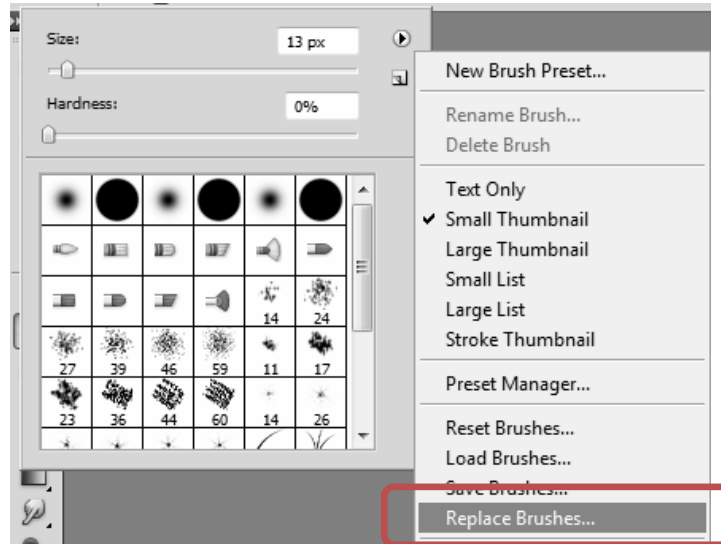 Size: 13 px
Hardness: 0%
14 24
27 39 46 59 11 17
23 36 44 60 14 26
New Brush Preset...
Rename Brush...
Delete Brush
Text Only
Small Thumbnail
Large Thumbnail
Small List
Large List
Stroke Thumbnail
Preset Manager...
Reset Brushes...
Load Brushes...
Save Brushes...
Replace Brushes...